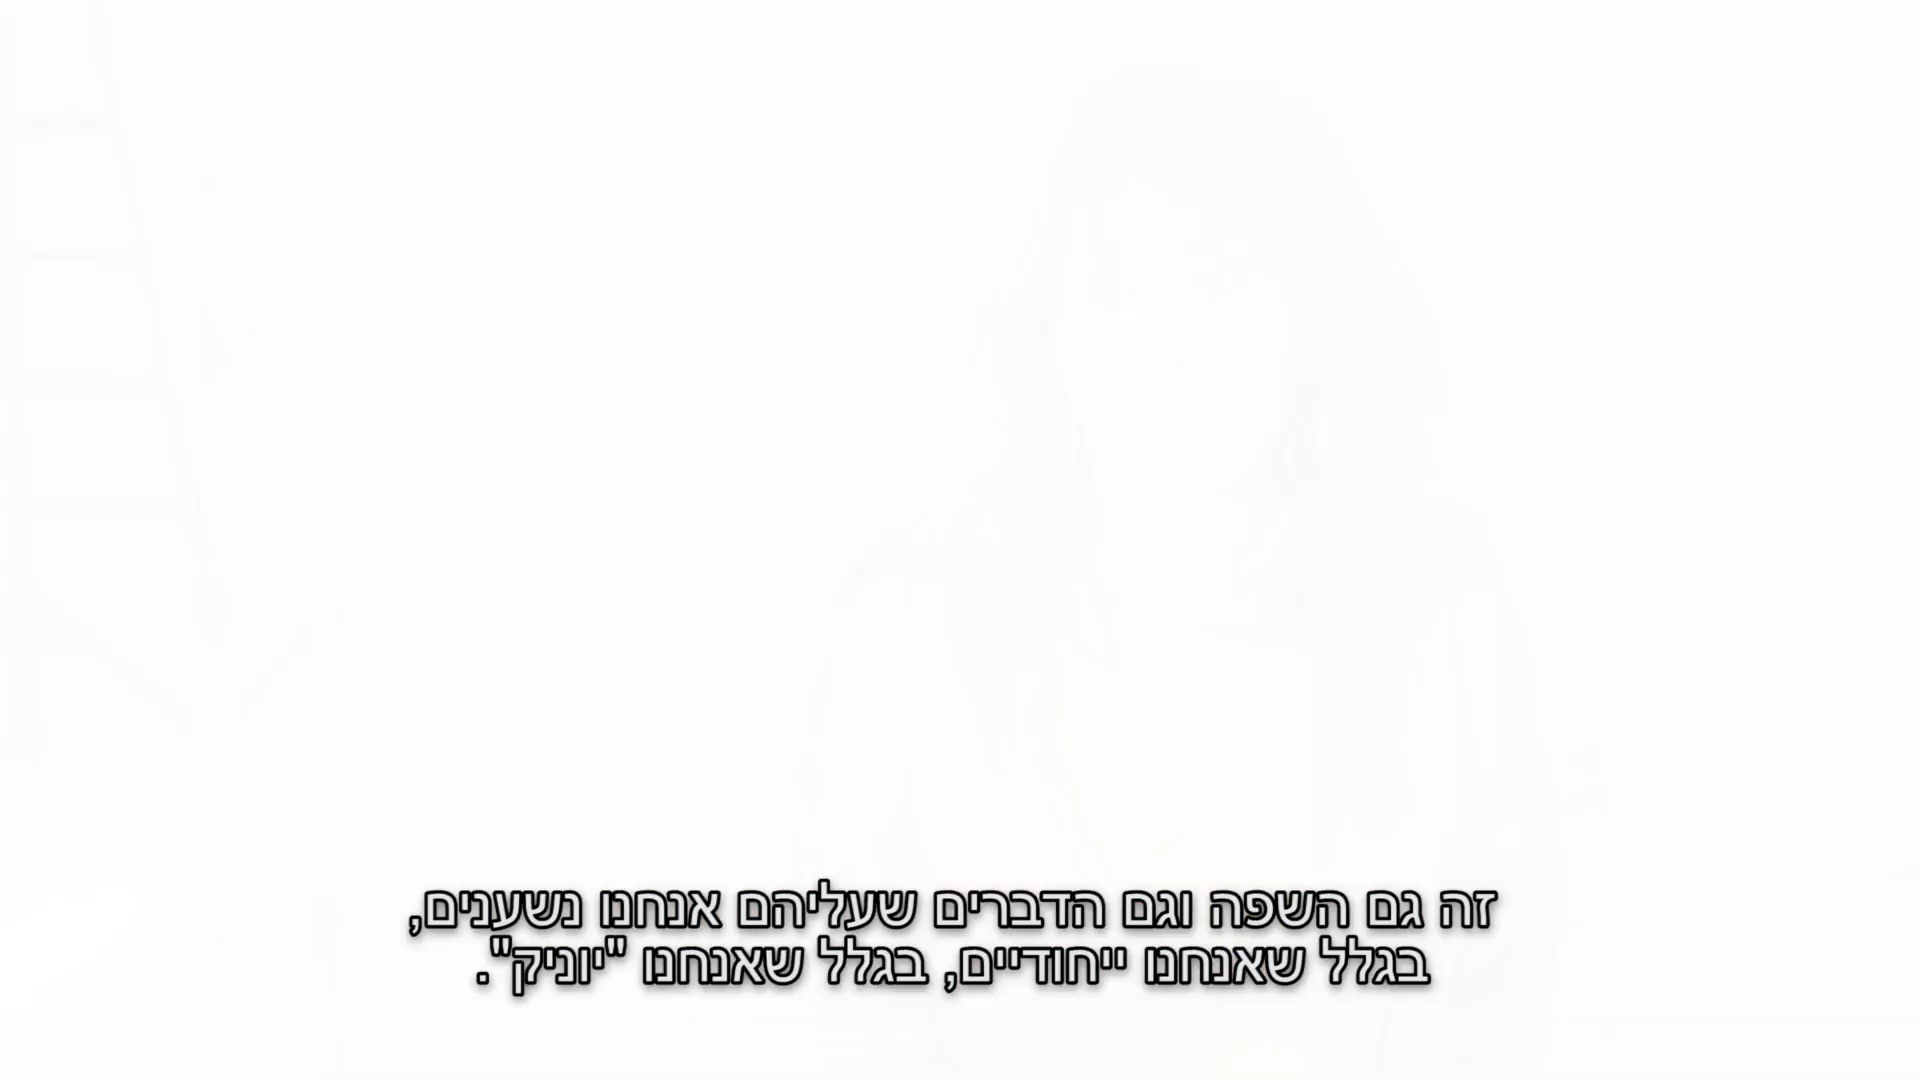 זה גם השפה וגם הדברים שעליהם אנחנו נשענים,
בגלל שאנחנו ייחודיים, בגלל שאנחנו "יוניק".